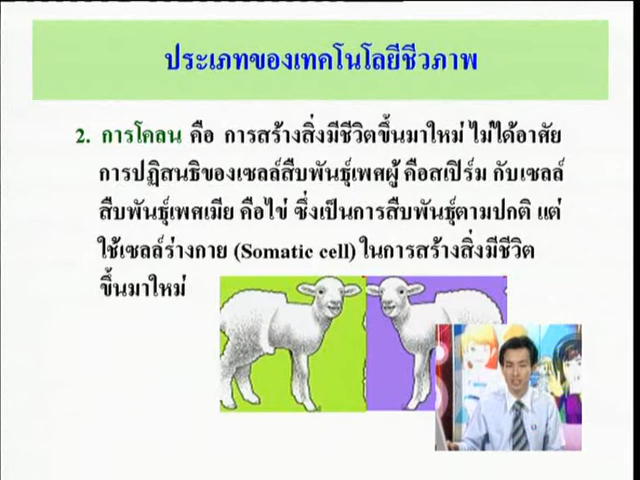 ประเภทของเทคโนโลยีชีวภาพ
2. การโคลน คือ การสร้างสิ่งมีชีวิตขึ้นมาใหม่ ไม่ได้อาศัย
การปฏิสนธิของเซลล์สืบพันธุ์เพศผู้ คือสเปิร์ม กับเซลล์
สืบพันธุ์เพศเมีย คือไข่ ซึ่งเป็นการสืบพันธุ์ตามปกติ แต่
ใช้เซลล์ร่างกาย (Somatic cell) ในการสร้างสิ่งมีชีวิต
ขึ้นมาใหม่